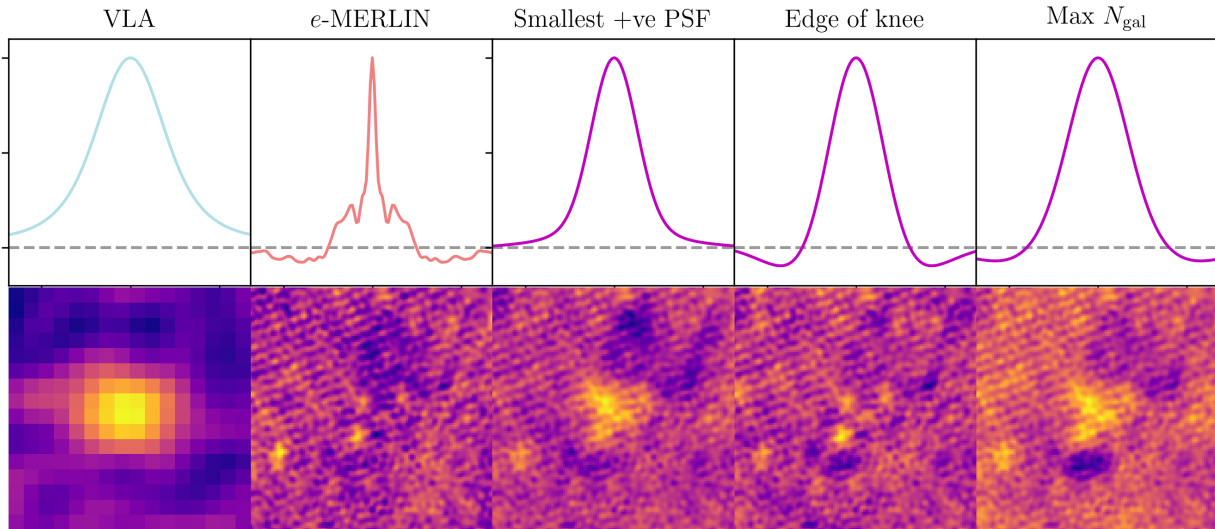 VLA
e-MERLIN
Smallest +ve PSF
Edge of knee
Max N_gal